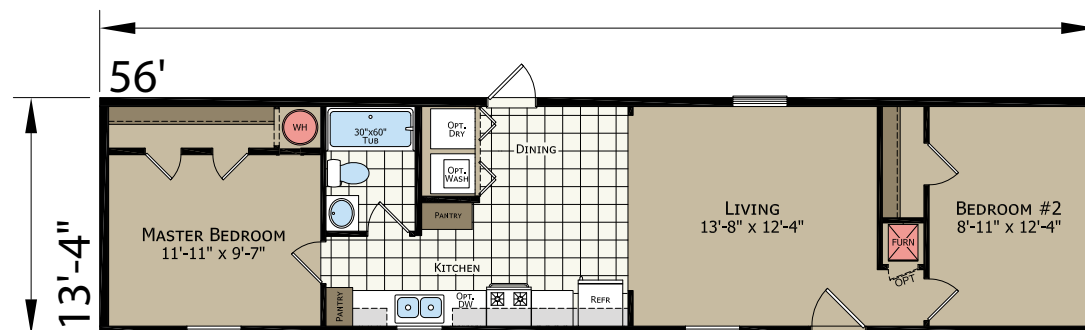 56'
13'-4"
WH
30"x60"
TUB
OPT.
DRY
OPT.
WASH
DINING
PANTRY
MASTER BEDROOM
11'-11" x 9'-7"
KITCHEN
PANTRY
OPT.
DW
REFR
LIVING
13'-8" x 12'-4"
FURN
OPT
BEDROOM #2
8'-11" x 12'-4"